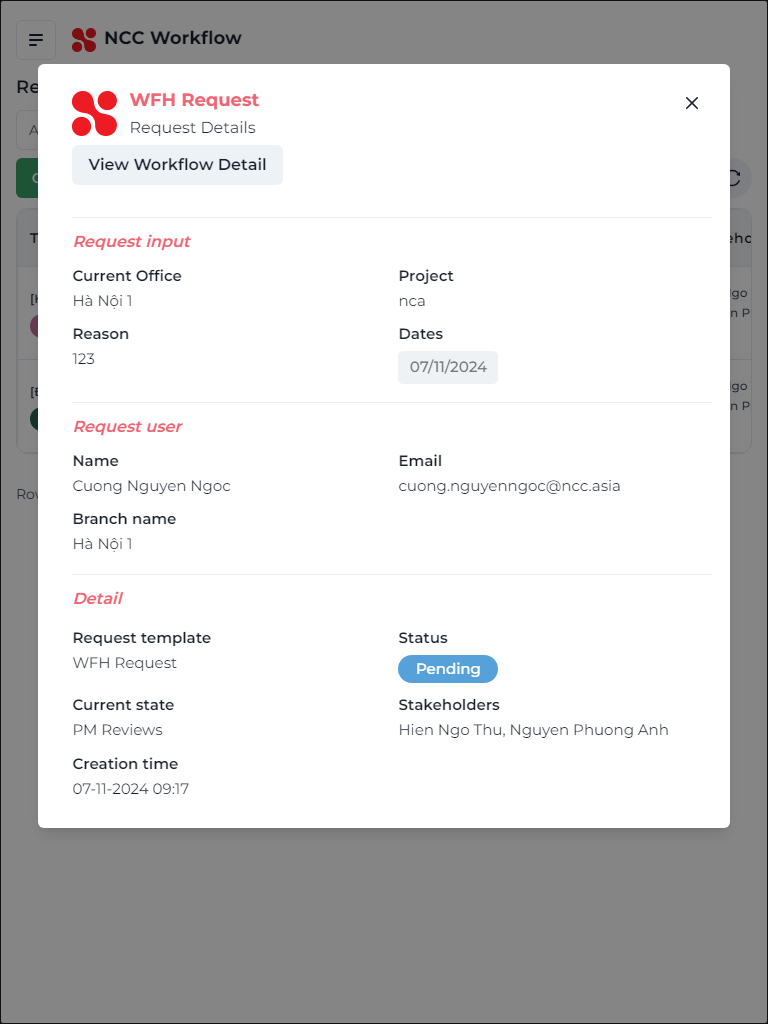 NCC Workflow
WFH Request
Request Details
View Workflow Detail
Request input
Current Office
Hà Nội 1
Project
nca
Reason
123
Dates
07/11/2024
Request user
Name
Cuong Nguyen Ngoc
Email
cuong.nguyenngoc@ncc.asia
Branch name
Hà Nội 1
Detail
Request template
WFH Request
Status
Pending
Current state
PM Reviews
Stakeholders
Hien Ngo Thu, Nguyen Phuong Anh
Creation time
07-11-2024 09:17